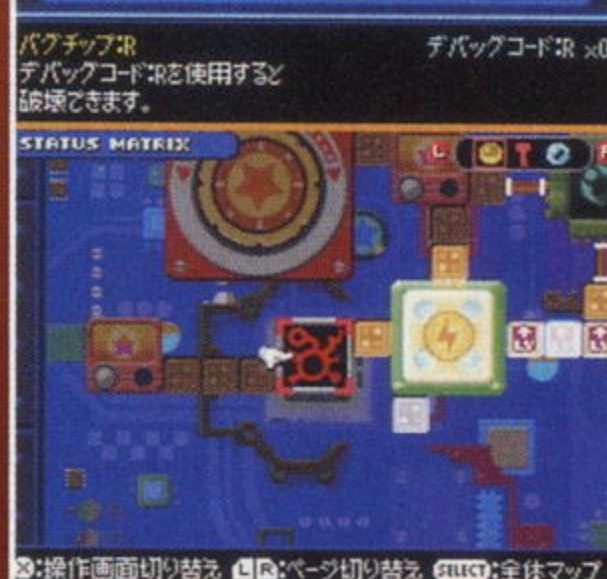 バグチップ:R
デバッグコード:R ×0
デバッグコード:Rを使用すると
破壊できます。
STATUS MATRIX
L
R
Ⓧ:操作画面切り替え L R:ページ切り替え SELECT:全体マップ